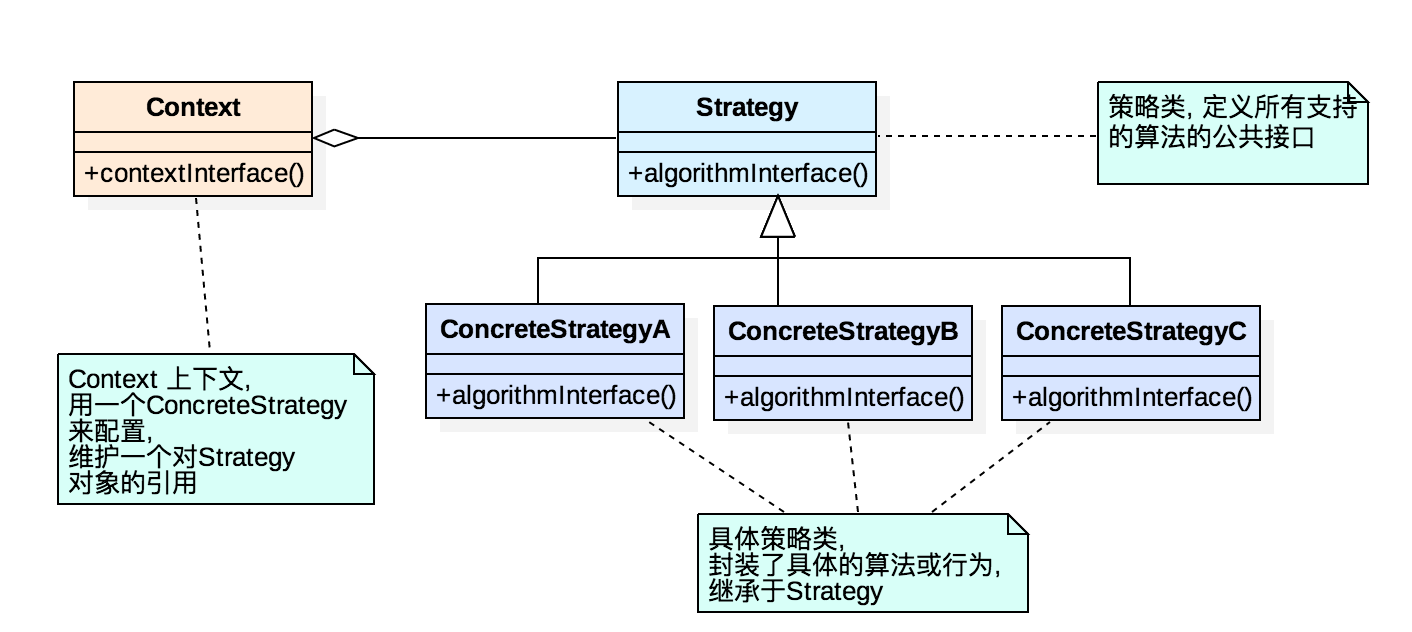 Context
+contextInterface()
Strategy
+algorithmInterface()
策略类, 定义所有支持
的算法的公共接口
ConcreteStrategyA
+algorithmInterface()
ConcreteStrategyB
+algorithmInterface()
ConcreteStrategyC
+algorithmInterface()
Context 上下文,
用一个ConcreteStrategy
来配置,
维护一个对Strategy
对象的引用
具体策略类,
封装了具体的算法或行为,
继承于Strategy